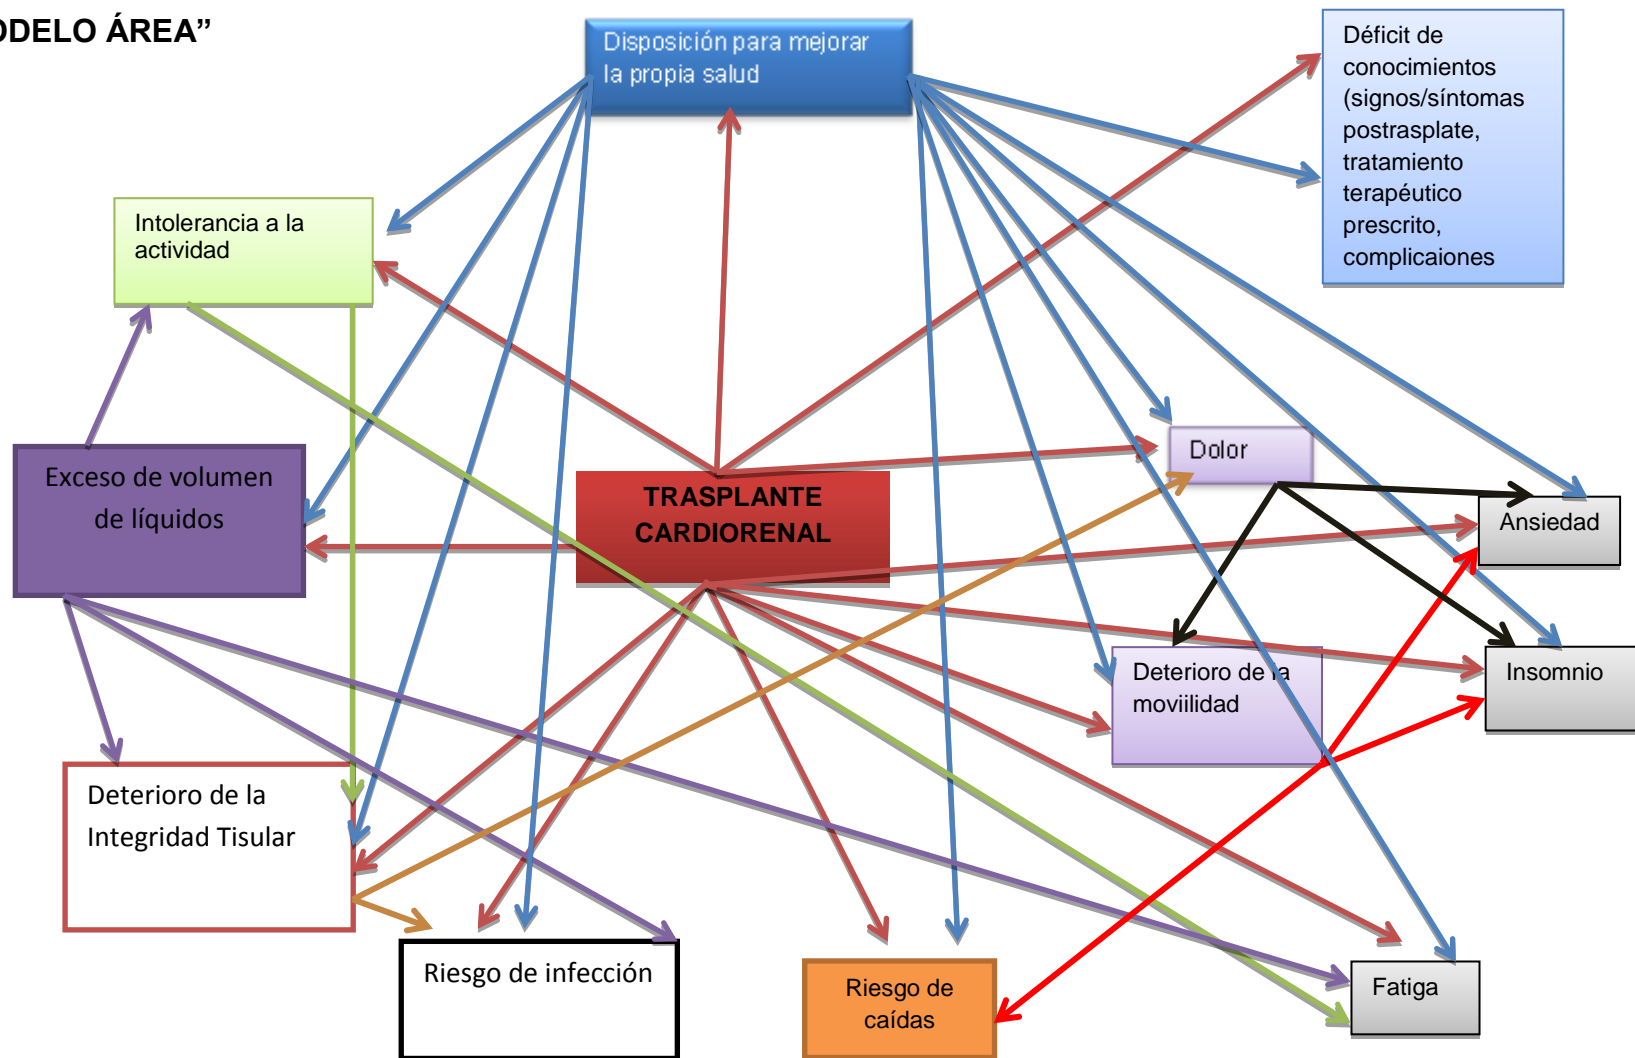 ODELO ÁREA”
Disposición para mejorar
la propia salud
Déficit de
conocimientos
(signos/síntomas
postrasplate,
tratamiento
terapéutico
prescrito,
complicaiones
Intolerancia a la
actividad
Exceso de volumen
de líquidos
TRASPLANTE
CARDIORENAL
Dolor
Ansiedad
Deterioro de la
moviilidad
Insomnio
Deterioro de la
Integridad Tisular
Riesgo de infección
Riesgo de
caídas
Fatiga